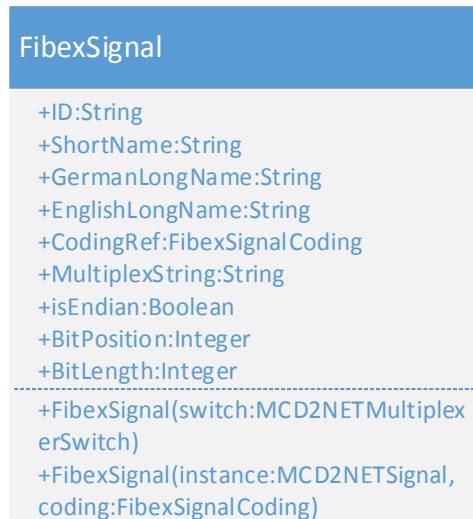 FibexSignal
+ID:String
+ShortName:String
+GermanLongName:String
+EnglishLongName:String
+CodingRef:FibexSignalCoding
+MultiplexString:String
+isEndian:Boolean
+BitPosition:Integer
+BitLength:Integer
+FibexSignal(switch:MCD2NETMultiplex
erSwitch)
+FibexSignal(instance:MCD2NETSignal,
coding:FibexSignalCoding)